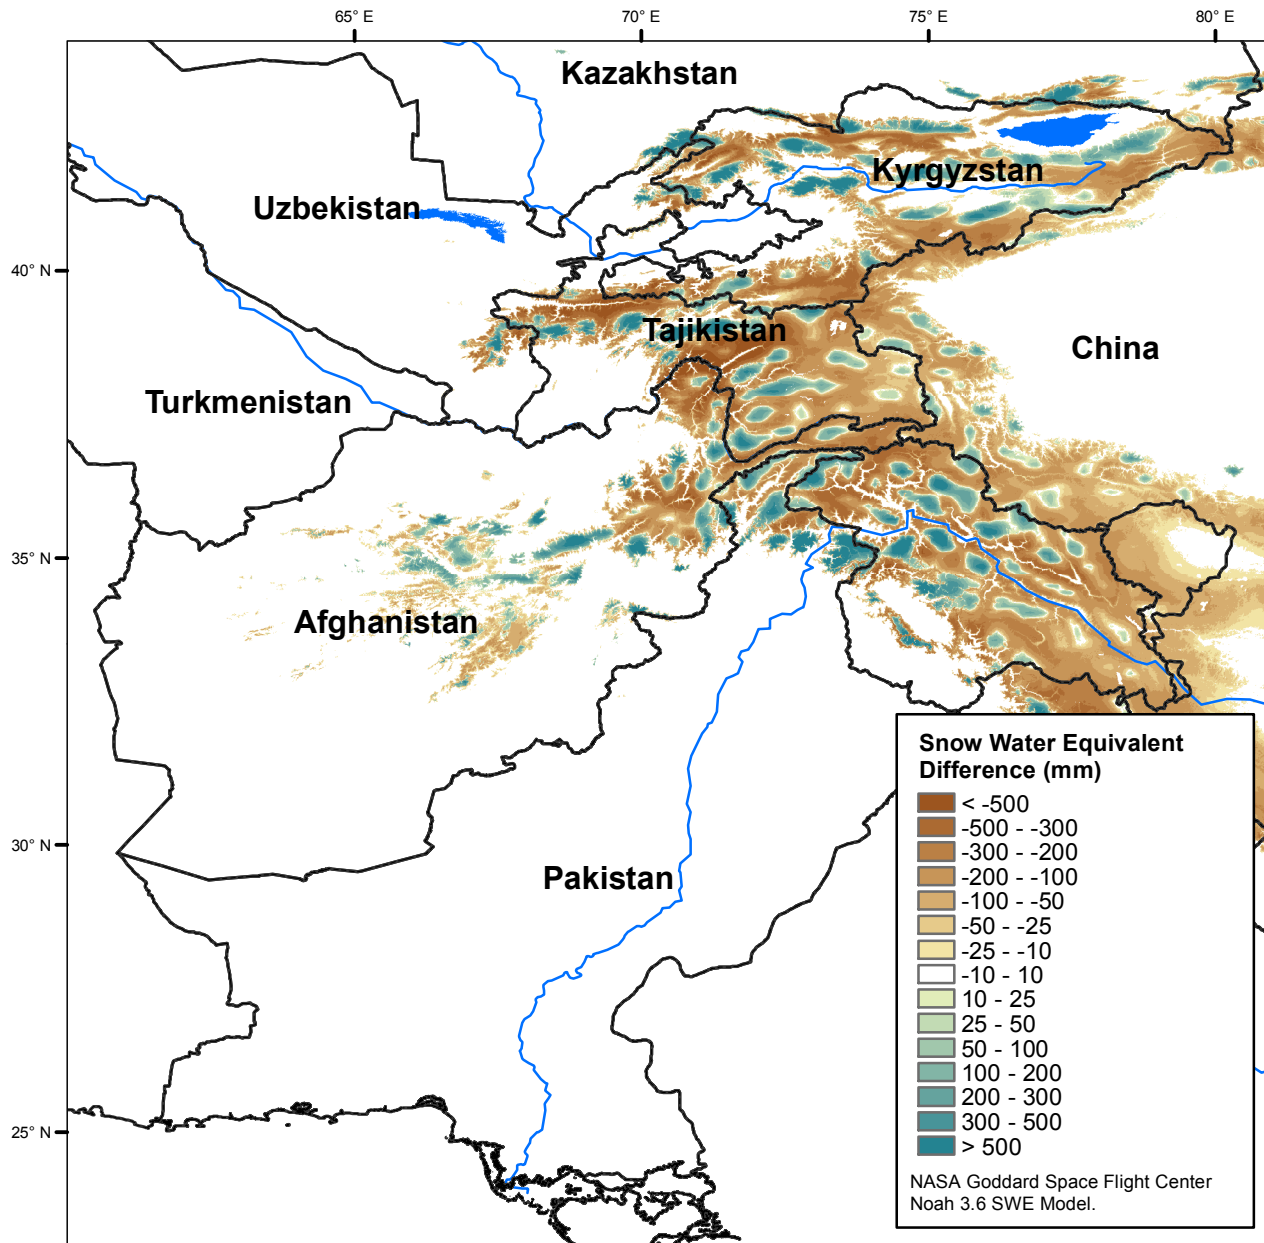 65° E
70° E
75° E
80° E
Kazakhstan
Kyrgyzstan
Uzbekistan
40° N
Tajikistan
China
Turkmenistan
35° N
Afghanistan
Snow Water Equivalent
Difference (mm)
< -500
-500 - -300
-300 - -200
-200 - -100
-100 - -50
-50 - -25
-25 - -10
-10 - 10
10 - 25
25 - 50
50 - 100
100 - 200
200 - 300
300 - 500
> 500
30° N
Pakistan
25° N
NASA Goddard Space Flight Center
Noah 3.6 SWE Model.